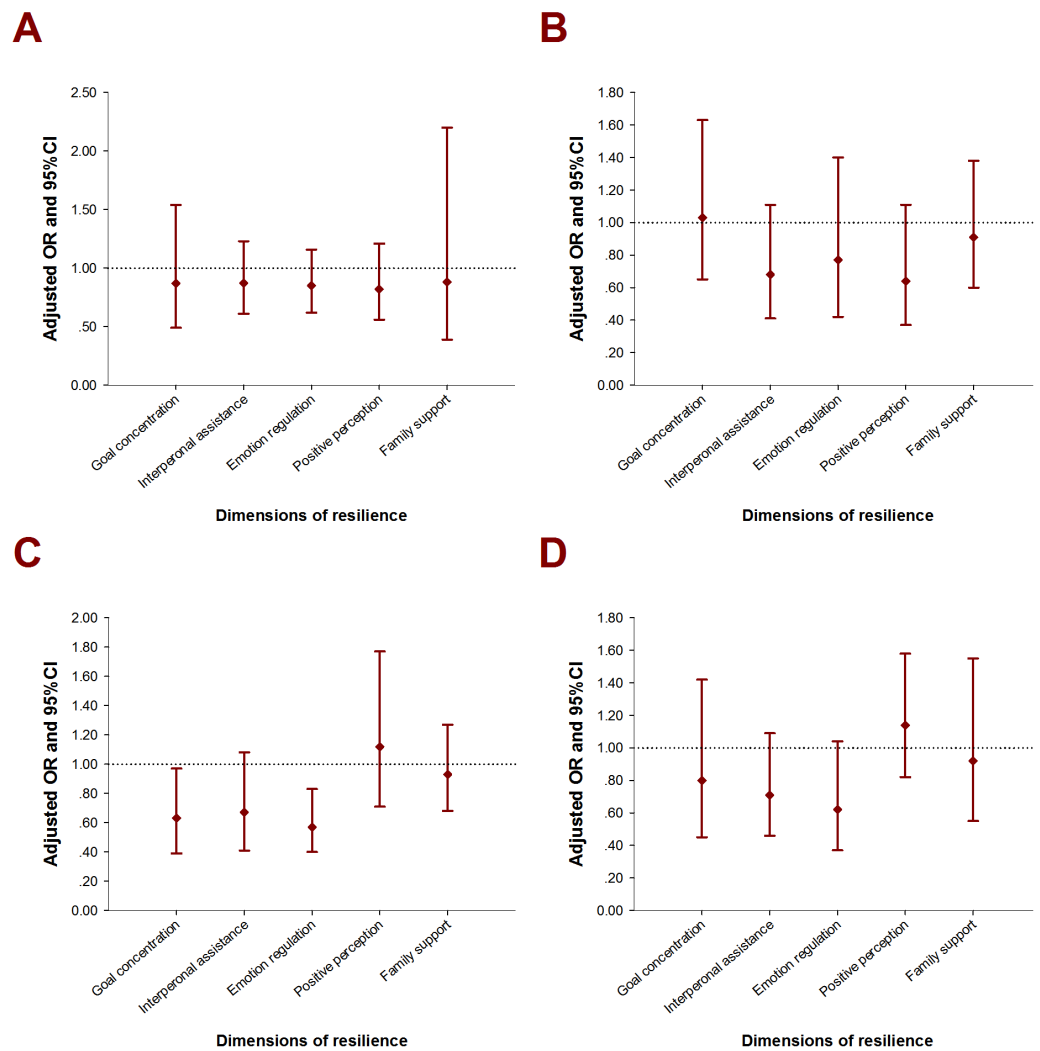 A
Adjusted OR and 95%CI
2.50
2.00
1.50
1.00
.50
0.00
Goal concentration
Interperonal assistance
Emotion regulation
Positive perception
Family support
Dimensions of resilience
B
Adjusted OR and 95%CI
1.80
1.60
1.40
1.20
1.00
.80
.60
.40
.20
0.00
Goal concentration
Interperonal assistance
Emotion regulation
Positive perception
Family support
Dimensions of resilience
C
Adjusted OR and 95%CI
2.00
1.80
1.60
1.40
1.20
1.00
.80
.60
.40
.20
0.00
Goal concentration
Interperonal assistance
Emotion regulation
Positive perception
Family support
Dimensions of resilience
D
Adjusted OR and 95%CI
1.80
1.60
1.40
1.20
1.00
.80
.60
.40
.20
0.00
Goal concentration
Interperonal assistance
Emotion regulation
Positive perception
Family support
Dimensions of resilience